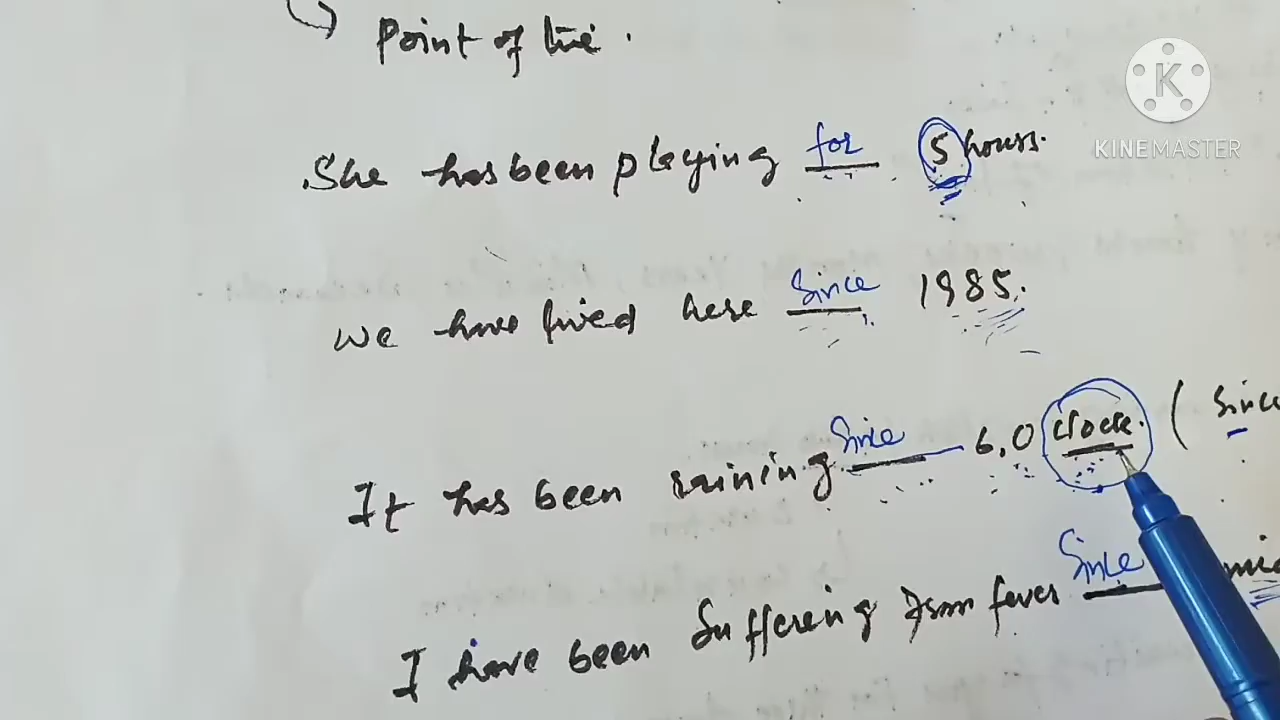 Point of time.
KINEMASTER
She has been playing for 5 hours.
We have lived here since 1985.
It has been raining Since 6.0 clock. ( Since
I have been Suffering from fever Since